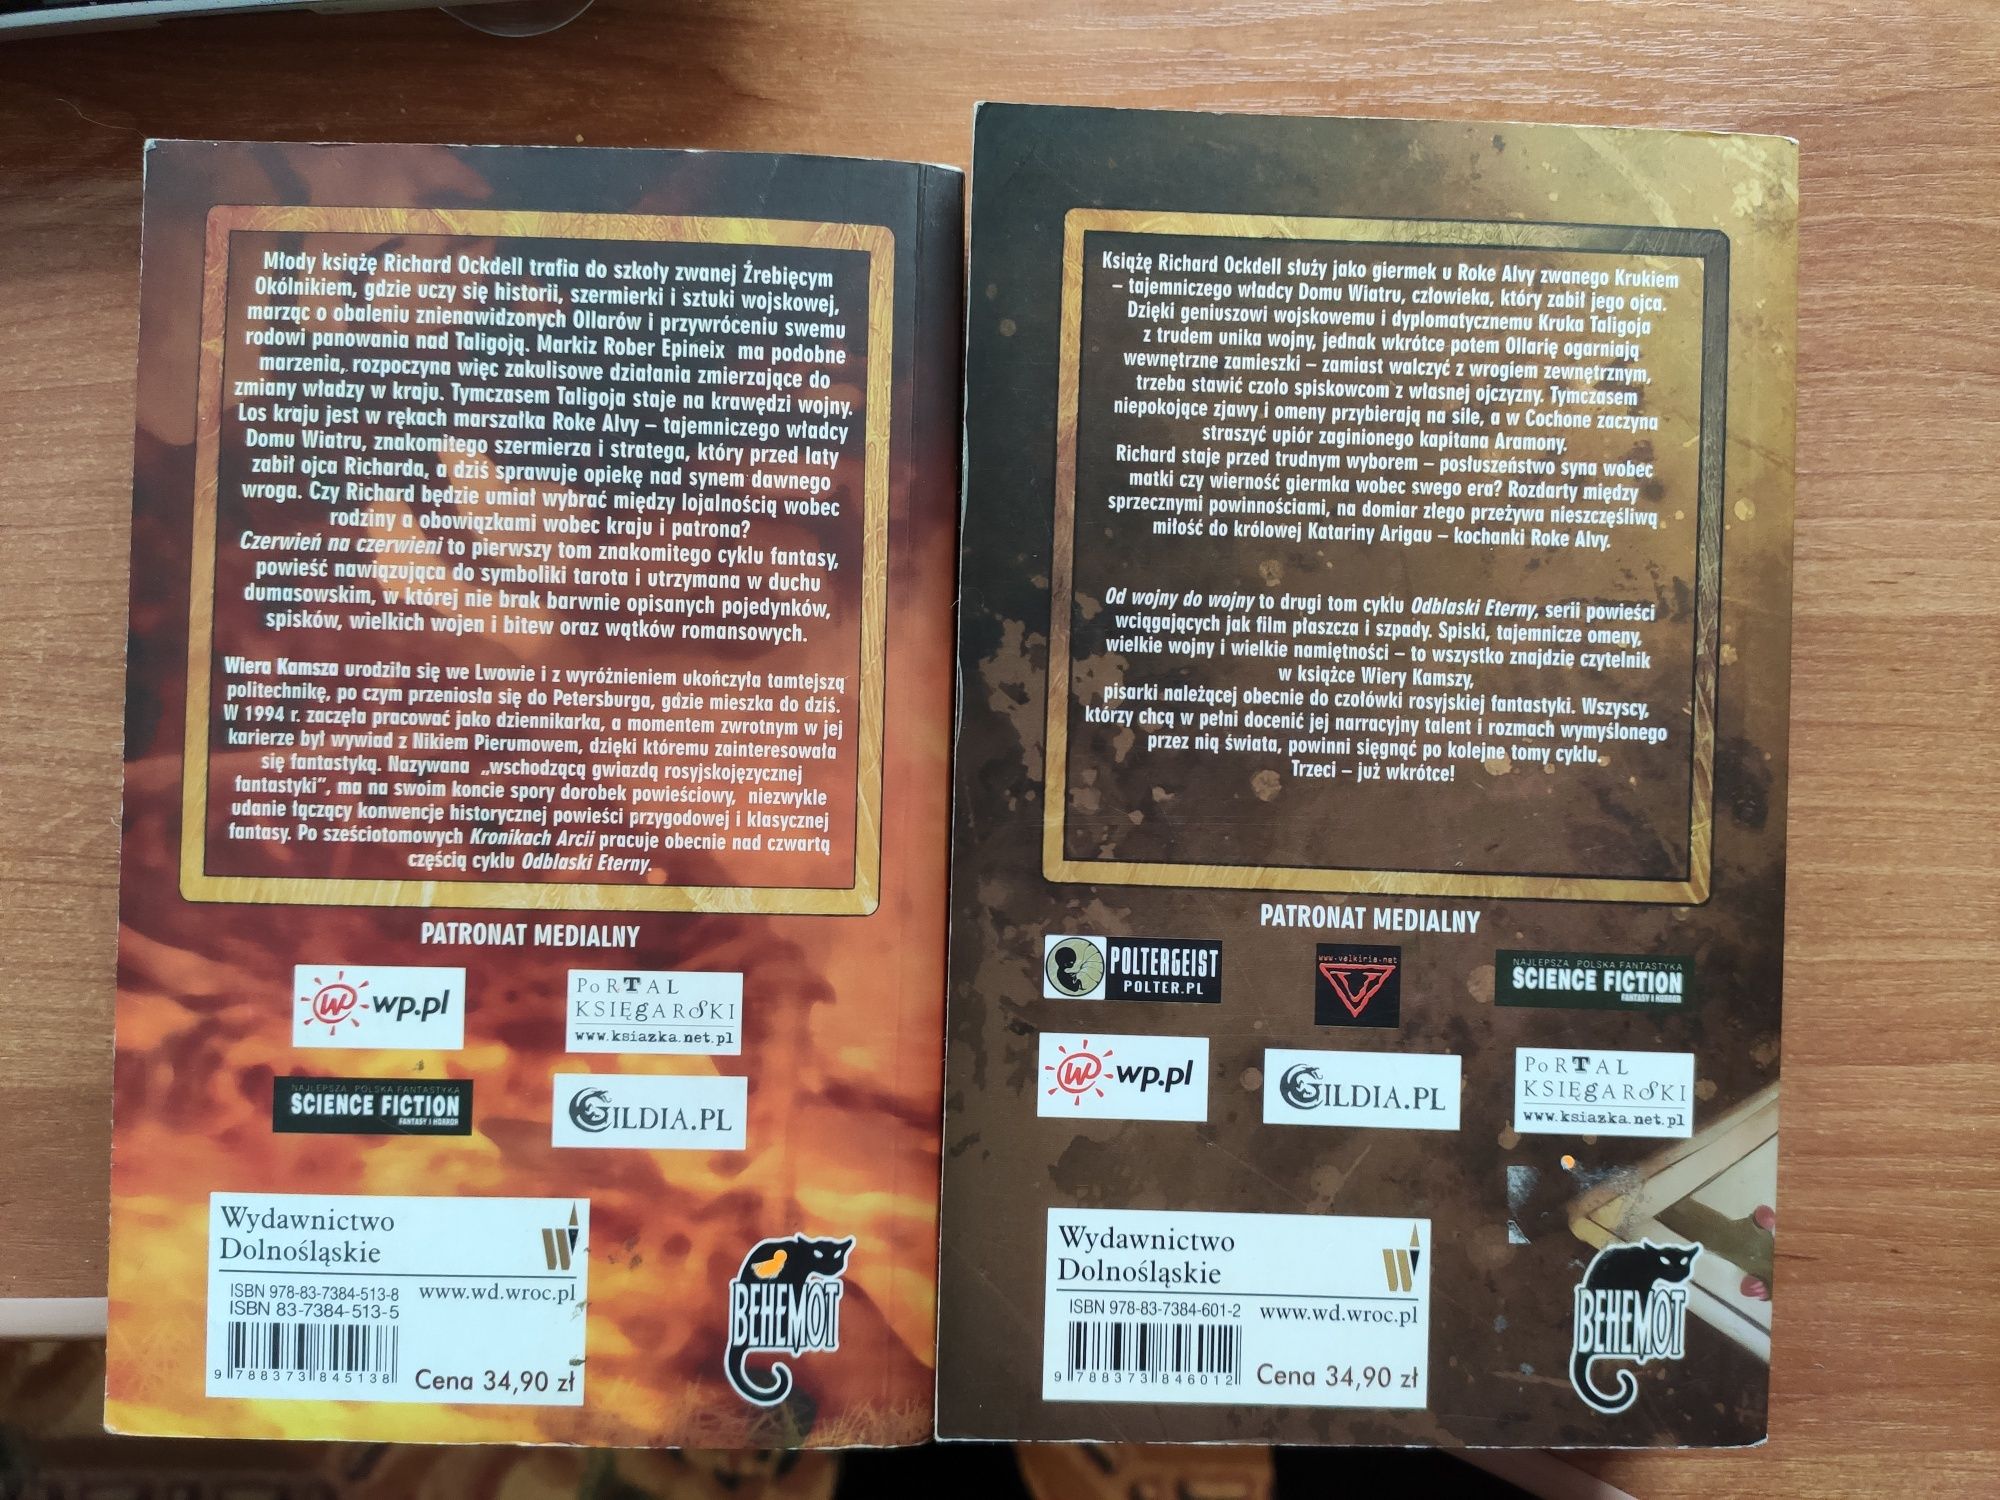 Młody książę Richard Ockdell trafia do szkoły zwanej Źrebięcym
Okólnikiem, gdzie uczy się historii, szermierki i sztuki wojskowej,
marząc o obaleniu znienawidzonych Ollarów i przywróceniu swemu
rodowi panowania nad Taligoją. Markiz Rober Epineix ma podobne
marzenia, rozpoczyna więc zakulisowe działania zmierzające do
zmiany władzy w kraju. Tymczasem Taligoja staje na krawędzi wojny.
Los kraju jest w rękach marszałka Roke Alvy – tajemniczego władcy
Domu Wiatru, znakomitego szermierza i stratega, który przed laty
zabił ojca Richarda, a dziś sprawuje opiekę nad synem dawnego
wroga. Czy Richard będzie umiał wybrać między lojalnością wobec
rodziny a obowiązkami wobec kraju i patrona?
Czerwień na czerwieni to pierwszy tom znakomitego cyklu fantasy,
powieść nawiązująca do symboliki tarota i utrzymana w duchu
dumasowskim, w której nie brak barwnie opisanych pojedynków,
spisków, wielkich wojen i bitew oraz wątków romansowych.
Wiera Kamsza urodziła się we Lwowie i z wyróżnieniem ukończyła tamtejszą
politechnikę, po czym przeniosła się do Petersburga, gdzie mieszka do dziś.
W 1994 r. zaczęła pracować jako dziennikarka, a momentem zwrotnym w jej
karierze był wywiad z Nikiem Pierumowem, dzięki któremu zainteresowała
się fantastyką. Nazywana „wschodzącą gwiazdą rosyjskojęzycznej
fantastyki”, ma na swoim koncie spory dorobek powieściowy, niezwykle
udanie łączący konwencje historycznej powieści przygodowej i klasycznej
fantasy. Po sześciotomowych Kronikach Arcii pracuje obecnie nad czwartą
częścią cyklu Odblaski Eterny.
PATRONAT MEDIALNY
wp.pl
PoRTAL
KSIĘgARSKI
www.ksiazka.net.pl
NAJLEPSZA POLSKA FANTASTYKA
SCIENCE FICTION
FANTASY I HORROR
GILDIA.PL
Wydawnictwo
Dolnośląskie
ISBN 978-83-7384-513-8
www.wd.wroc.pl
ISBN 83-7384-513-5
9 788373 845138
Cena 34,90 zł
BEHEMOT
Książę Richard Ockdell służy jako giermek u Roke Alvy zwanego Krukiem
– tajemniczego władcy Domu Wiatru, człowieka, który zabił jego ojca.
Dzięki geniuszowi wojskowemu i dyplomatycznemu Kruka Taligoja
z trudem unika wojny, jednak wkrótce potem Ollarię ogarniają
wewnętrzne zamieszki – zamiast walczyć z wrogiem zewnętrznym,
trzeba stawić czoło spiskowcom z własnej ojczyzny. Tymczasem
niepokojące zjawy i omeny przybierają na sile, a w Cochone zaczyna
straszyć upiór zaginionego kapitana Aramony.
Richard staje przed trudnym wyborem – posłuszeństwo syna wobec
matki czy wierność giermka wobec swego era? Rozdarty między
sprzecznymi powinnościami, na domiar złego przeżywa nieszczęśliwą
miłość do królowej Katariny Arigau – kochanki Roke Alvy.
Od wojny do wojny to drugi tom cyklu Odblaski Eterny, serii powieści
wciągających jak film płaszcza i szpady. Spiski, tajemnicze omeny,
wielkie wojny i wielkie namiętności – to wszystko znajdzie czytelnik
w książce Wiery Kamszy,
pisarki należącej obecnie do czołówki rosyjskiej fantastyki. Wszyscy,
którzy chcą w pełni docenić jej narracyjny talent i rozmach wymyślonego
przez nią świata, powinni sięgnąć po kolejne tomy cyklu.
Trzeci – już wkrótce!
PATRONAT MEDIALNY
POLTERGEIST
POLTER.PL
www.valkiria.net
NAJLEPSZA POLSKA FANTASTYKA
SCIENCE FICTION
FANTASY I HORROR
wp.pl
GILDIA.PL
PoRTAL
KSIĘgARSKI
www.ksiazka.net.pl
Wydawnictwo
Dolnośląskie
ISBN 978-83-7384-601-2
www.wd.wroc.pl
9 788373 846012
Cena 34,90 zł
BEHEMOT